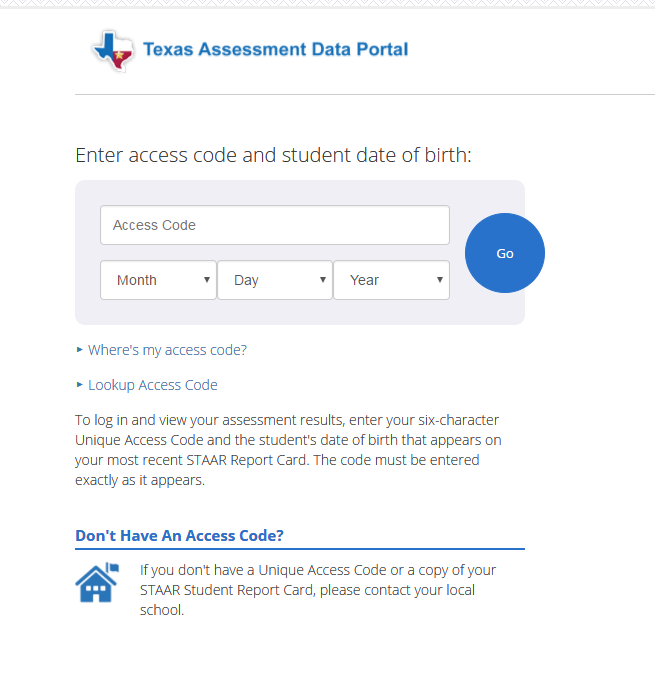 Texas Assessment Data Portal
Enter access code and student date of birth:
Access Code
Go
Month Day Year
Where's my access code?
Lookup Access Code
To log in and view your assessment results, enter your six-character
Unique Access Code and the student's date of birth that appears on
your most recent STAAR Report Card. The code must be entered
exactly as it appears.
Don't Have An Access Code?
If you don't have a Unique Access Code or a copy of your
STAAR Student Report Card, please contact your local
school.